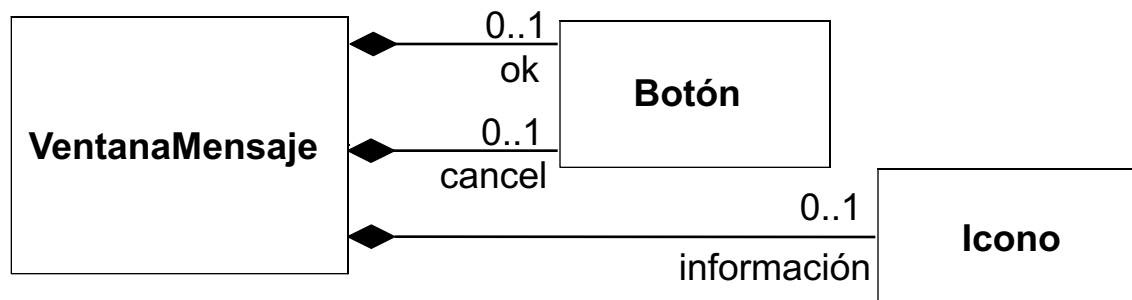 VentanaMensaje
0..1
ok
Botón
0..1
cancel
0..1
información
Icono